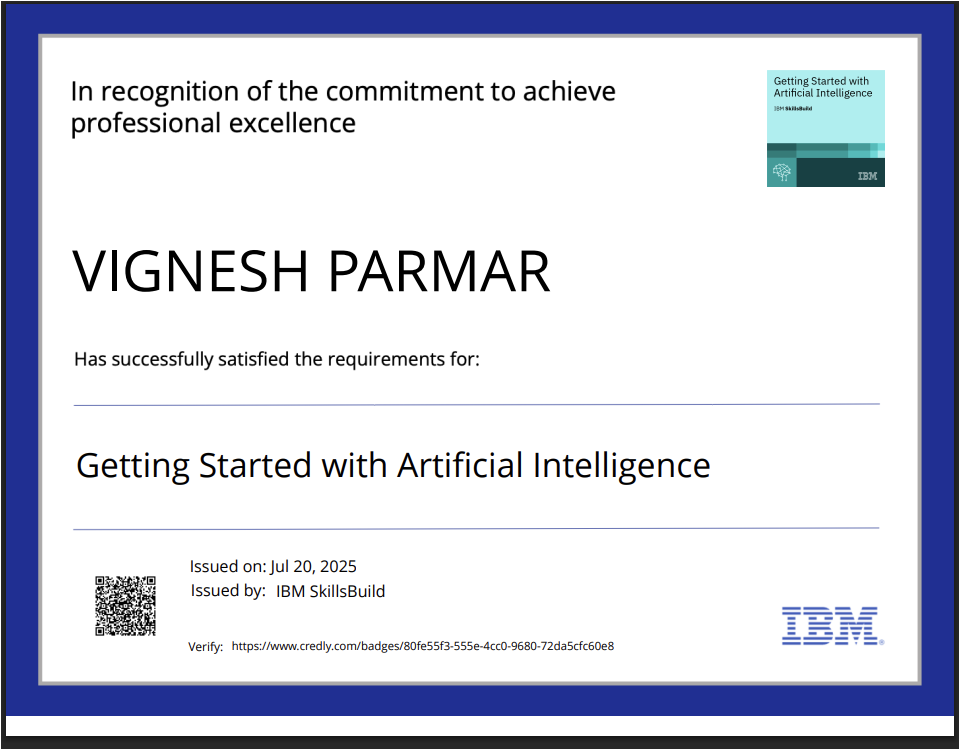 In recognition of the commitment to achieve
professional excellence
Getting Started with
Artificial Intelligence
IBM SkillsBuild
IBM
VIGNESH PARMAR
Has successfully satisfied the requirements for:
Getting Started with Artificial Intelligence
Issued on: Jul 20, 2025
Issued by: IBM SkillsBuild
IBM®
Verify: https://www.credly.com/badges/80fe55f3-555e-4cc0-9680-72da5cfc60e8